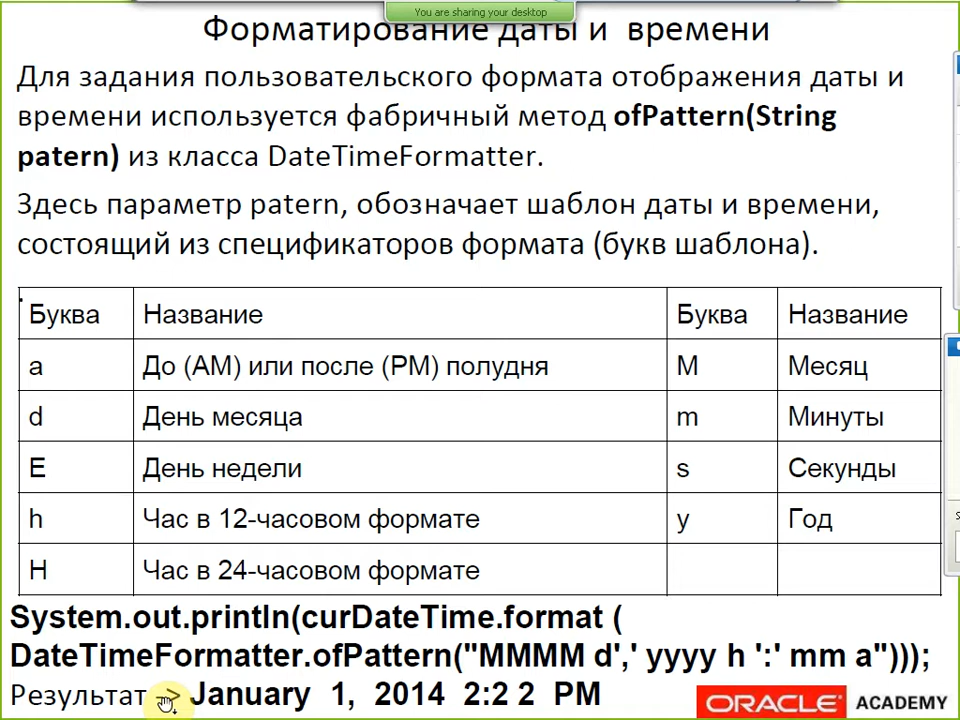 You are sharing your desktop
Форматирование даты и времени
Для задания пользовательского формата отображения даты и
времени используется фабричный метод ofPattern(String
patern) из класса DateTimeFormatter.
Здесь параметр patern, обозначает шаблон даты и времени,
состоящий из спецификаторов формата (букв шаблона).
Буква Название Буква Название
a До (AM) или после (PM) полудня M Месяц
d День месяца m Минуты
E День недели s Секунды
h Час в 12-часовом формате y Год
H Час в 24-часовом формате
System.out.println(curDateTime.format (
DateTimeFormatter.ofPattern("MMMM d',' yyyy h ':' mm a")));
Результат -> January 1, 2014 2:2 2 PM
ORACLE ACADEMY